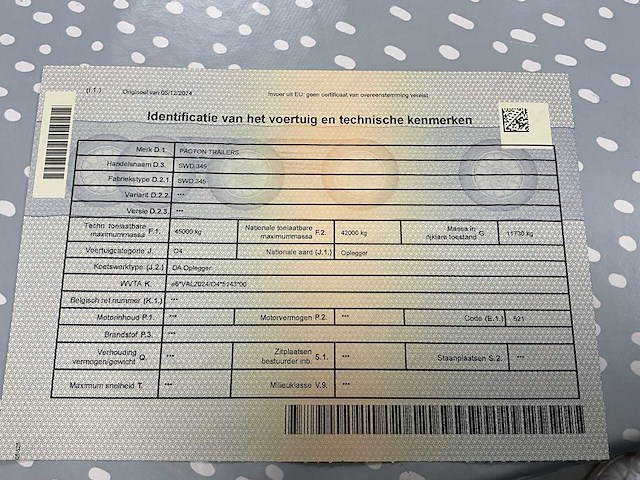 (I.1.) Origineel van 05/12/2024 Invoer uit EU: geen certificaat van overeenstemming vereist
Identificatie van het voertuig en technische kenmerken
Merk D.1. PACTON TRAILERS
Handelsnaam D.3. SWD.345
Fabriekstype D.2.1 SWD.345
Variant D.2.2 ***
Versie D.2.3 ***
Techn. toelaatbare maximummassa F.1. 45000 kg Nationale toelaatbare maximummassa F.2. 42000 kg Massa in rijklare toestand G. 11730 kg
Voertuigcategorie J. O4 Nationale aard (J.1.) Oplegger
Koetswerktype (J.2.) DA Oplegger
WVTA K. e6*VAL2024/O4*5143*00
Belgisch ref.nummer (K.1.) ***
Motorinhoud P.1. *** Motorvermogen P.2. *** Code (E.1.) 521
Brandstof P.3. ***
Verhouding vermogen/gewicht Q. *** Zitplaatsen bestuurder inb. S.1. *** Staanplaatsen S.2. ***
Maximum snelheid T. *** Milieuklasse V.9. ***